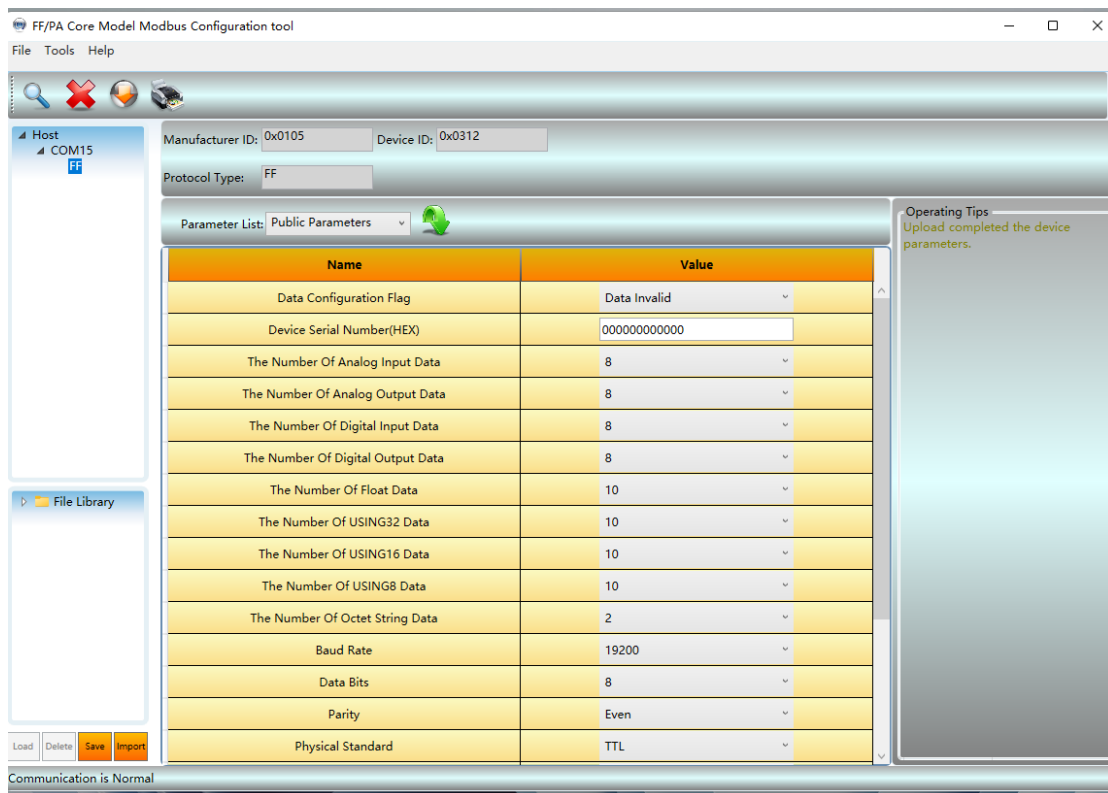 FF/PA Core Model Modbus Configuration tool
File Tools Help
Host
COM15
FF
Manufacturer ID: 0x0105 Device ID: 0x0312
Protocol Type: FF
Parameter List: Public Parameters
Operating Tips
Upload completed the device
parameters.
Name Value
Data Configuration Flag Data Invalid
Device Serial Number(HEX) 000000000000
The Number Of Analog Input Data 8
The Number Of Analog Output Data 8
The Number Of Digital Input Data 8
The Number Of Digital Output Data 8
The Number Of Float Data 10
The Number Of USING32 Data 10
The Number Of USING16 Data 10
The Number Of USING8 Data 10
The Number Of Octet String Data 2
Baud Rate 19200
Data Bits 8
Parity Even
Physical Standard TTL
File Library
Load Delete Save Import
Communication is Normal